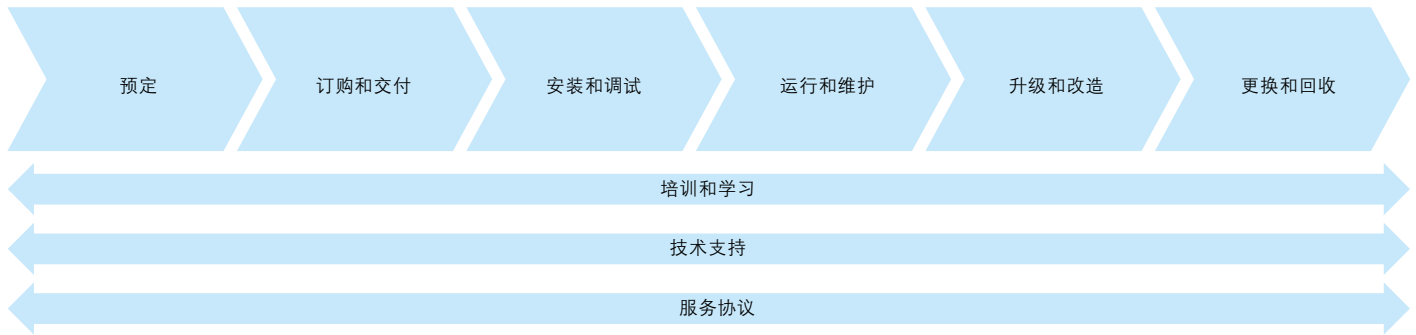 预定
订购和交付
安装和调试
运行和维护
升级和改造
更换和回收
培训和学习
技术支持
服务协议